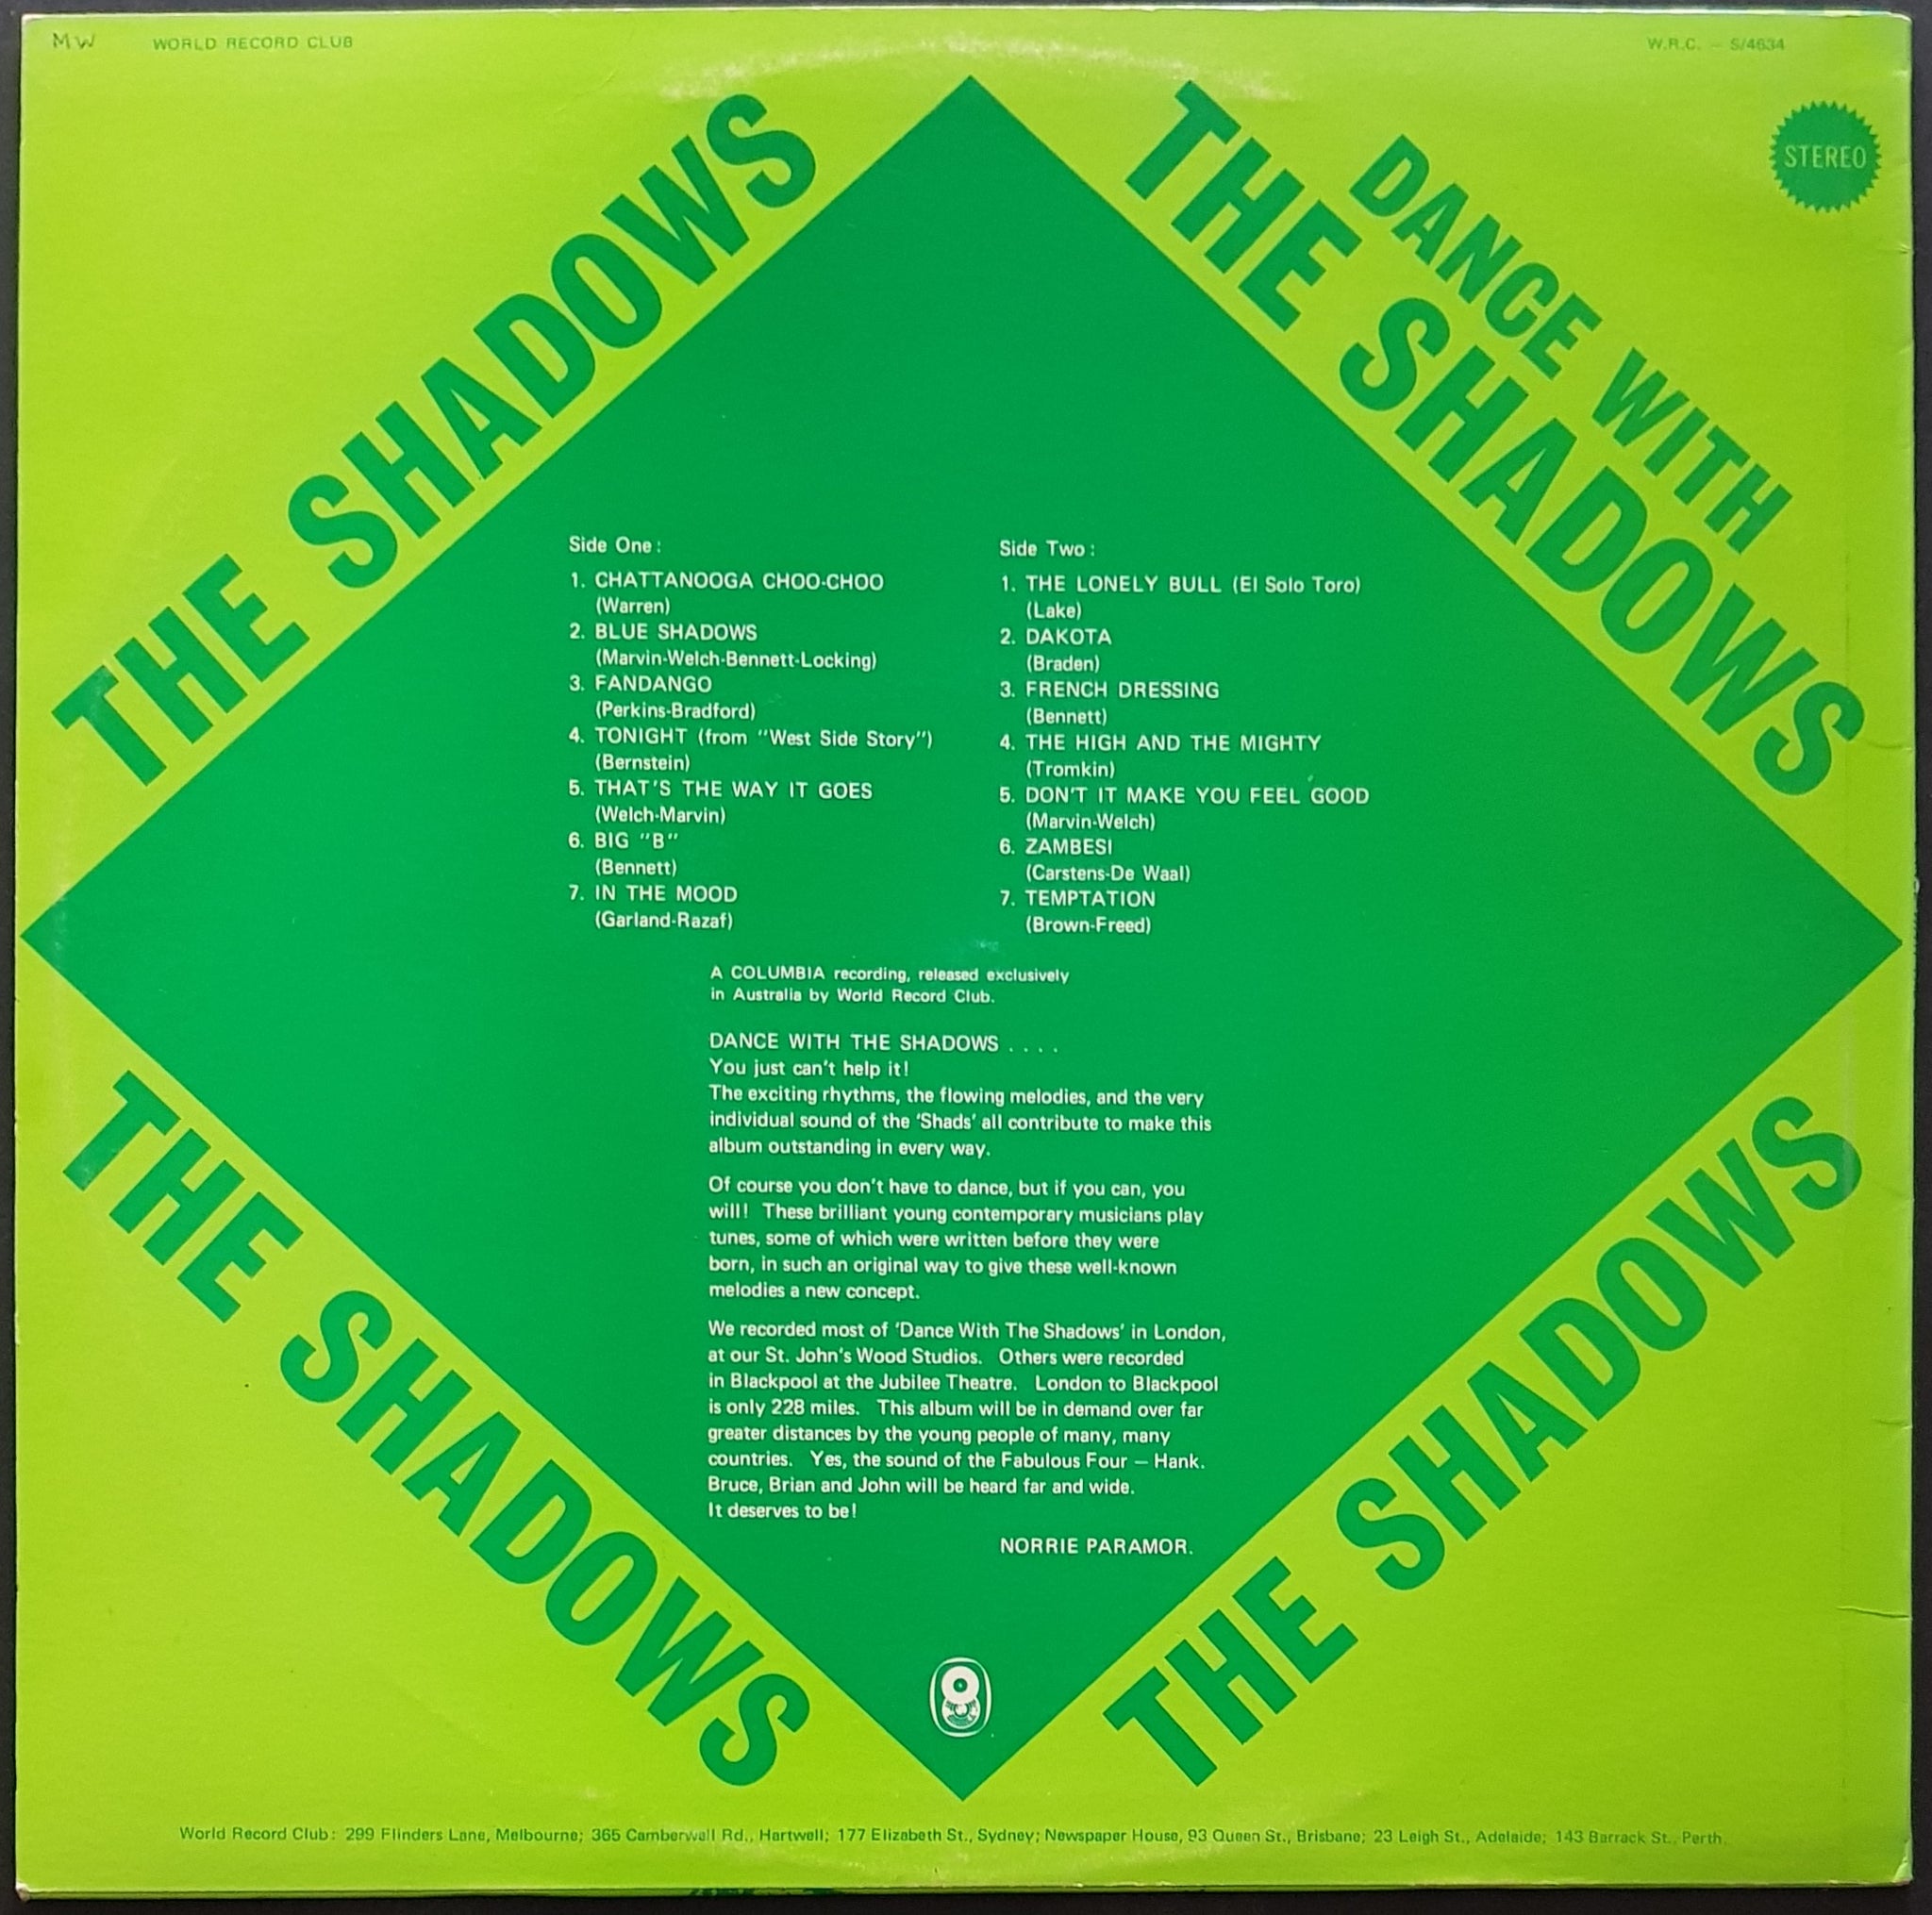 MW
WORLD RECORD CLUB
W.R.C. — S/4634
STEREO
THE SHADOWS
DANCE WITH
THE SHADOWS
Side One:
1. CHATTANOOGA CHOO-CHOO
(Warren)
2. BLUE SHADOWS
(Marvin-Welch-Bennett-Locking)
3. FANDANGO
(Perkins-Bradford)
4. TONIGHT (from "West Side Story")
(Bernstein)
5. THAT'S THE WAY IT GOES
(Welch-Marvin)
6. BIG "B"
(Bennett)
7. IN THE MOOD
(Garland-Razaf)
Side Two:
1. THE LONELY BULL (El Solo Toro)
(Lake)
2. DAKOTA
(Braden)
3. FRENCH DRESSING
(Bennett)
4. THE HIGH AND THE MIGHTY
(Tromkin)
5. DON'T IT MAKE YOU FEEL GOOD
(Marvin-Welch)
6. ZAMBESI
(Carstens-De Waal)
7. TEMPTATION
(Brown-Freed)
A COLUMBIA recording, released exclusively
in Australia by World Record Club.
DANCE WITH THE SHADOWS . . . .
You just can't help it!
The exciting rhythms, the flowing melodies, and the very
individual sound of the 'Shads' all contribute to make this
album outstanding in every way.
Of course you don't have to dance, but if you can, you
will! These brilliant young contemporary musicians play
tunes, some of which were written before they were
born, in such an original way to give these well-known
melodies a new concept.
We recorded most of 'Dance With The Shadows' in London,
at our St. John's Wood Studios. Others were recorded
in Blackpool at the Jubilee Theatre. London to Blackpool
is only 228 miles. This album will be in demand over far
greater distances by the young people of many, many
countries. Yes, the sound of the Fabulous Four — Hank.
Bruce, Brian and John will be heard far and wide.
It deserves to be!
NORRIE PARAMOR.
THE SHADOWS
THE SHADOWS
World Record Club: 299 Flinders Lane, Melbourne; 365 Camberwell Rd., Hartwell; 177 Elizabeth St., Sydney; Newspaper House, 93 Queen St., Brisbane; 23 Leigh St., Adelaide; 143 Barrack St., Perth.